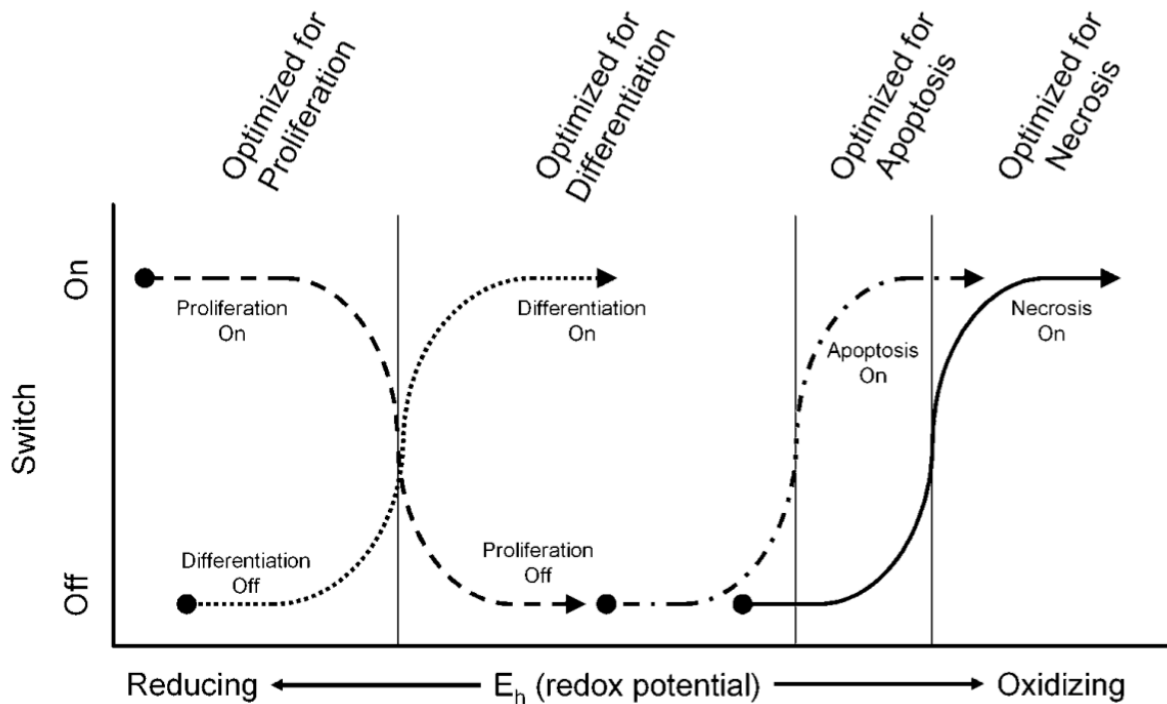 Optimized for
Proliferation
Optimized for
Differentiation
Optimized for
Apoptosis
Optimized for
Necrosis
On
Switch
Off
Proliferation
On
Differentiation
On
Apoptosis
On
Necrosis
On
Differentiation
Off
Proliferation
Off
Reducing
Eh (redox potential)
Oxidizing